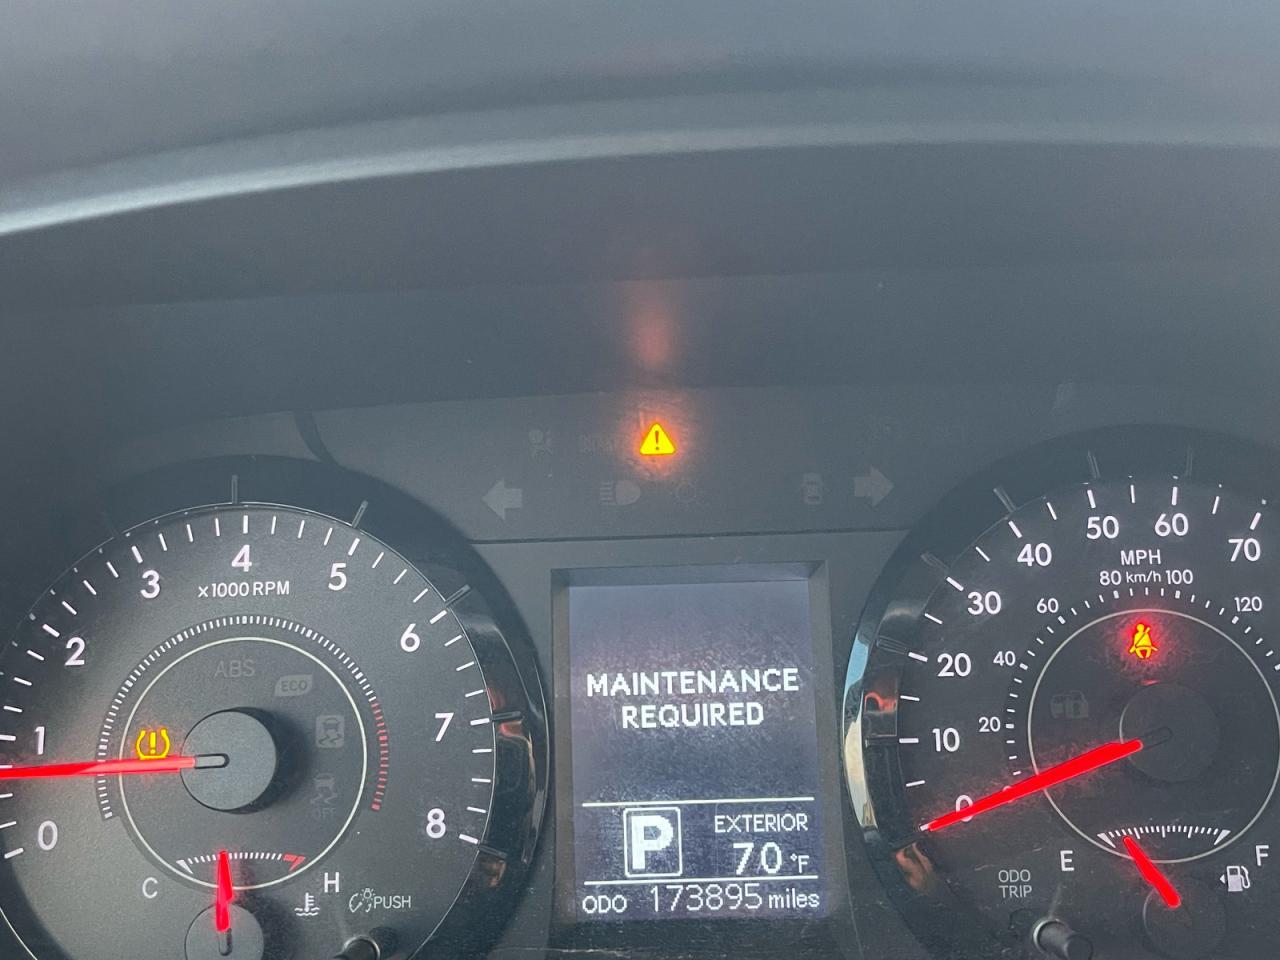 0
1
2
3
4
5
6
7
8
×1000 RPM
ABS
ECO
OFF
C
H
PUSH
MAINTENANCE
REQUIRED
P
EXTERIOR
70 °F
ODO 173895 miles
0
10
20
30
40
50
60
70
MPH
80 km/h 100
20
40
60
120
E
F
ODO
TRIP